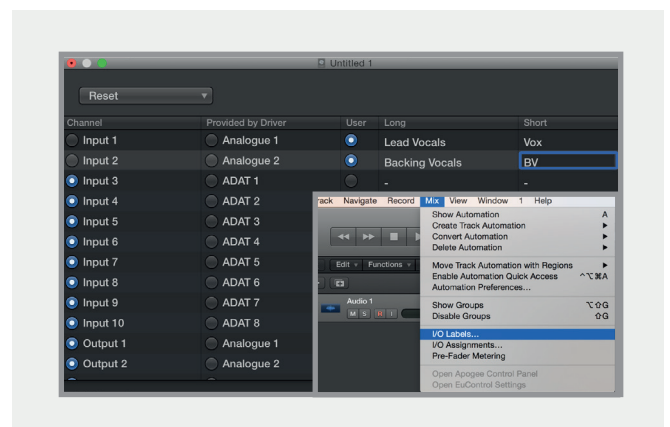 Untitled 1
Reset
Channel Provided by Driver User Long Short
Input 1 Analogue 1 Lead Vocals Vox
Input 2 Analogue 2 Backing Vocals BV
Input 3 ADAT 1 - -
Input 4 ADAT 2
Input 5 ADAT 3
Input 6 ADAT 4
Input 7 ADAT 5
Input 8 ADAT 6
Input 9 ADAT 7
Input 10 ADAT 8
Output 1 Analogue 1
Output 2 Analogue 2
rack Navigate Record Mix View Window 1 Help
Show Automation A
Create Track Automation
Convert Automation
Delete Automation
Move Track Automation with Regions
Enable Automation Quick Access ^⌥⌘A
Automation Preferences...
Show Groups ⌥⇧G
Disable Groups ⇧G
I/O Labels...
I/O Assignments...
Pre-Fader Metering
Open Apogee Control Panel
Open EuControl Settings
Edit Functions
Audio 1
M S R I